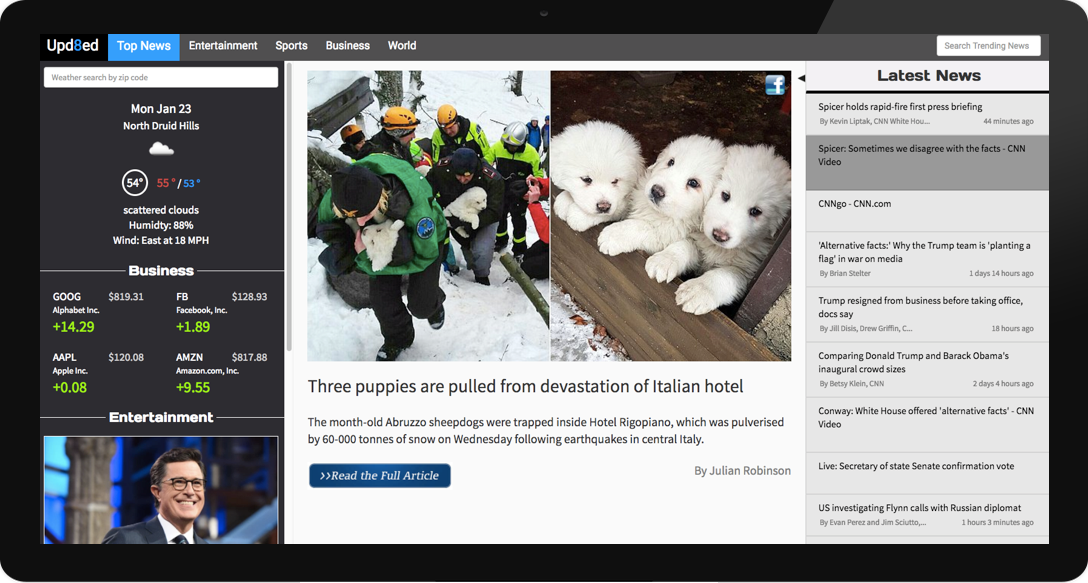 Upd8ed
Top News
Entertainment
Sports
Business
World
Search Trending News
Weather search by zip code
Mon Jan 23
North Druid Hills
54°
55 ° / 53 °
scattered clouds
Humidty: 88%
Wind: East at 18 MPH
Business
GOOG $819.31
Alphabet Inc.
+14.29
FB $128.93
Facebook, Inc.
+1.89
AAPL $120.08
Apple Inc.
+0.08
AMZN $817.88
Amazon.com, Inc.
+9.55
Entertainment
f
Three puppies are pulled from devastation of Italian hotel
The month-old Abruzzo sheepdogs were trapped inside Hotel Rigopiano, which was pulverised
by 60-000 tonnes of snow on Wednesday following earthquakes in central Italy.
>>Read the Full Article
By Julian Robinson
Latest News
Spicer holds rapid-fire first press briefing
By Kevin Liptak, CNN White Hou... 44 minutes ago
Spicer: Sometimes we disagree with the facts - CNN
Video
CNNgo - CNN.com
'Alternative facts:' Why the Trump team is 'planting a
flag' in war on media
By Brian Stelter 1 days 14 hours ago
Trump resigned from business before taking office,
docs say
By Jill Disis, Drew Griffin, C... 18 hours ago
Comparing Donald Trump and Barack Obama's
inaugural crowd sizes
By Betsy Klein, CNN 2 days 4 hours ago
Conway: White House offered 'alternative facts' - CNN
Video
Live: Secretary of state Senate confirmation vote
US investigating Flynn calls with Russian diplomat
By Evan Perez and Jim Sciutto,... 1 hours 3 minutes ago